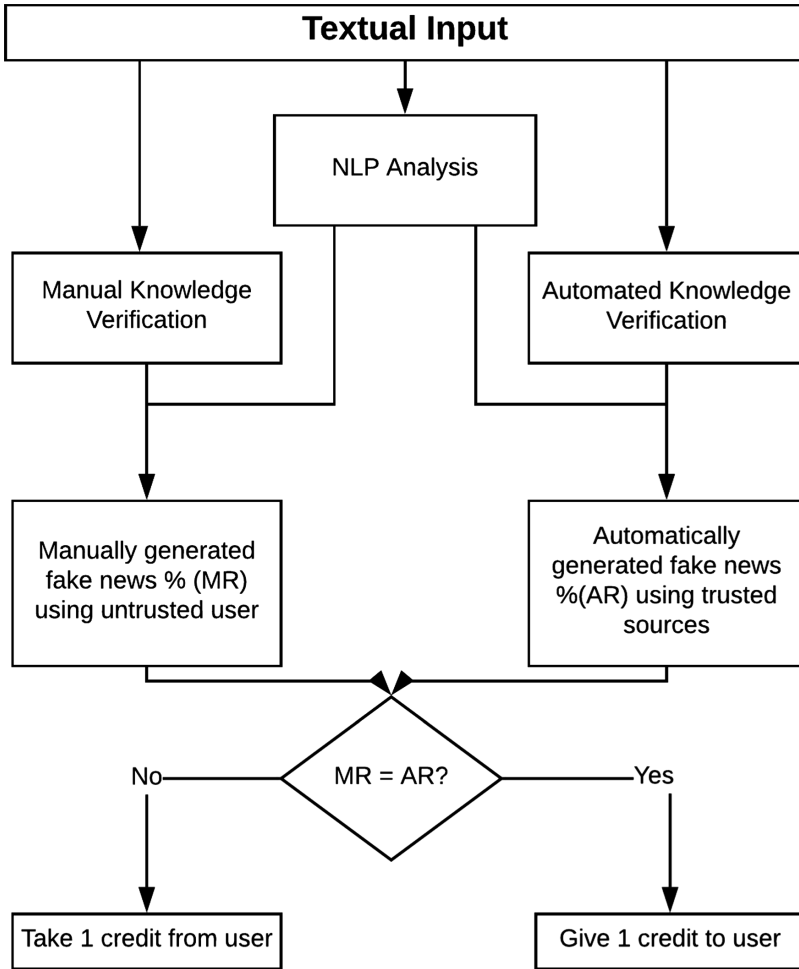 Textual Input
NLP Analysis
Manual Knowledge
Verification
Automated Knowledge
Verification
Manually generated
fake news % (MR)
using untrusted user
Automatically
generated fake news
%(AR) using trusted
sources
MR = AR?
No
Yes
Take 1 credit from user
Give 1 credit to user